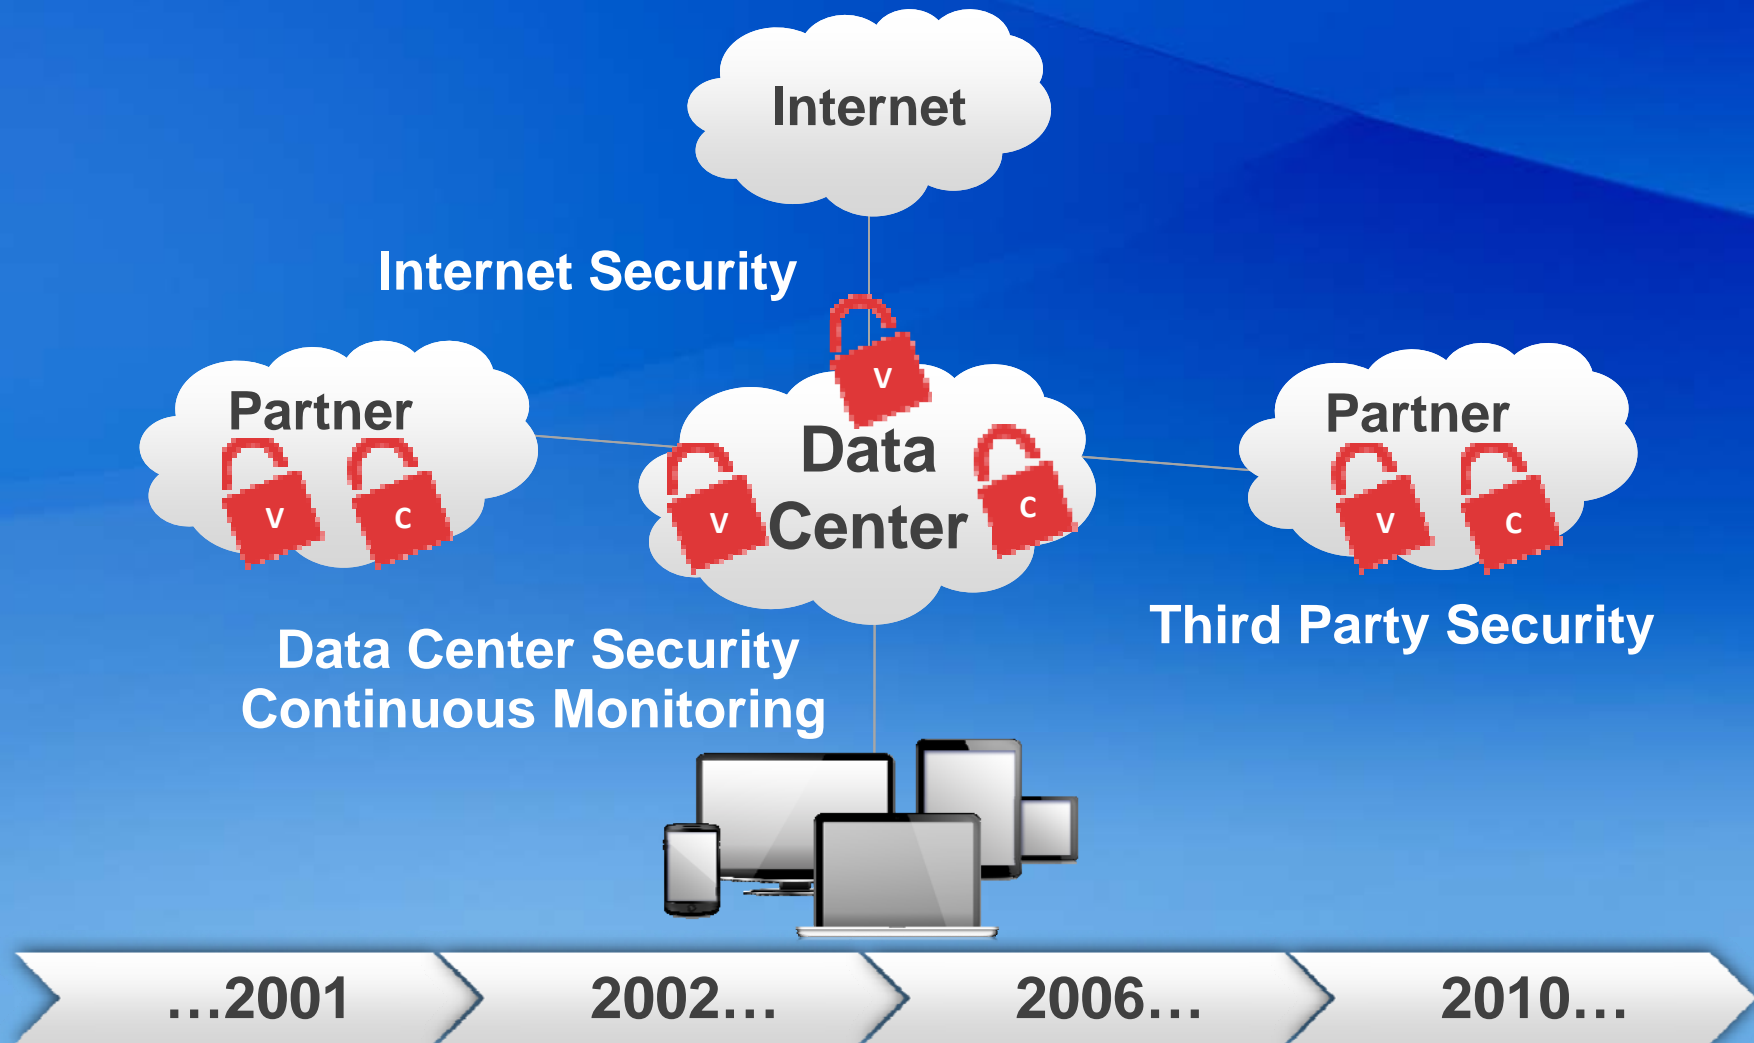 Internet
Internet Security
V
Partner
V
C
Data
Center
V
C
Partner
V
C
Third Party Security
Data Center Security
Continuous Monitoring
...2001
2002...
2006...
2010...